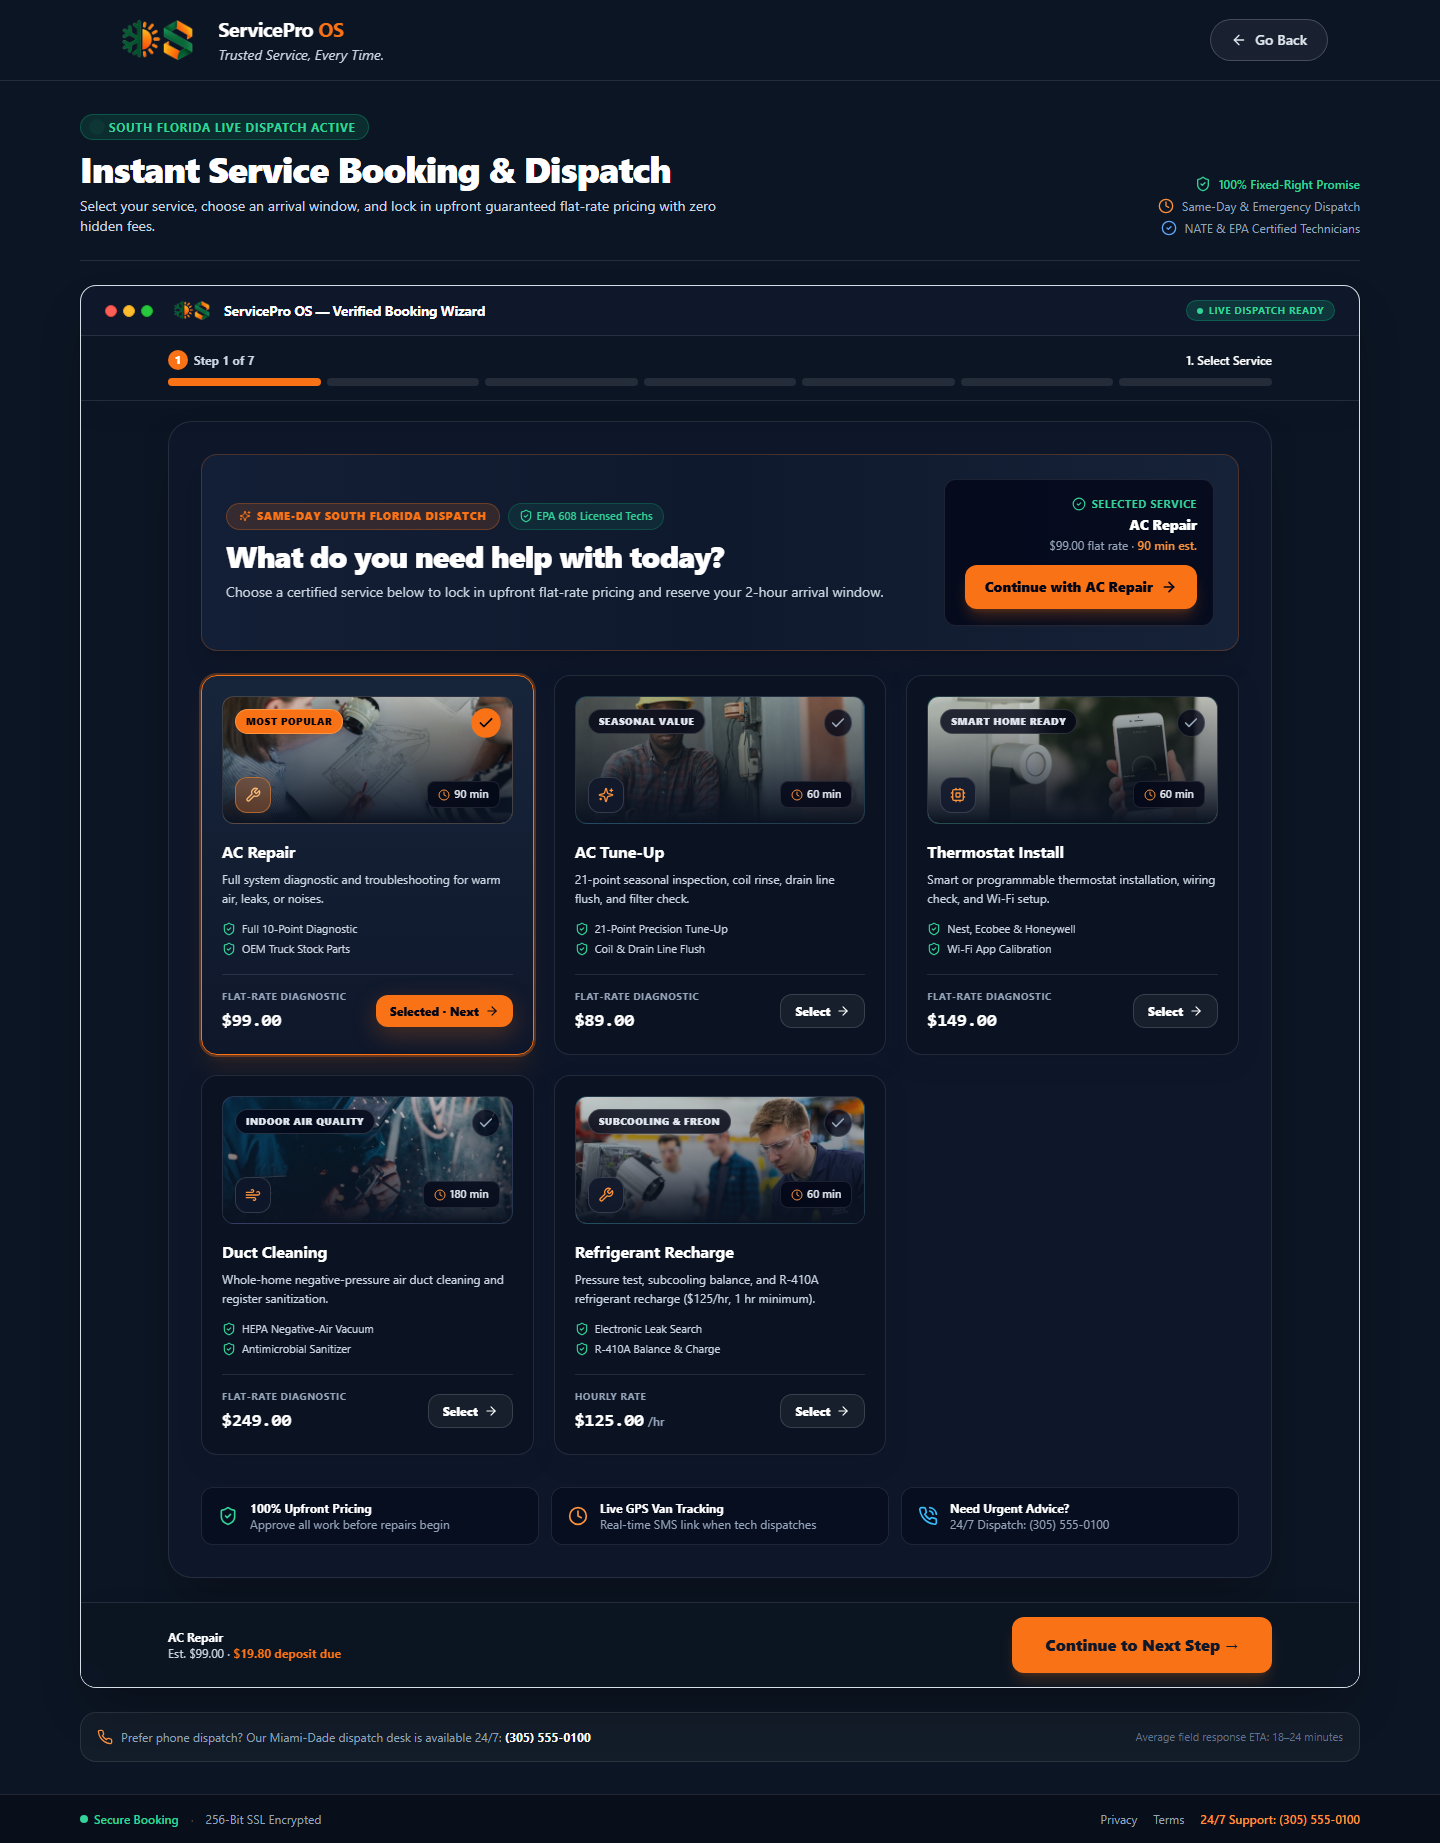 ServicePro OS
Trusted Service, Every Time.
Go Back
SOUTH FLORIDA LIVE DISPATCH ACTIVE
Instant Service Booking & Dispatch
Select your service, choose an arrival window, and lock in upfront guaranteed flat-rate pricing with zero
hidden fees.
100% Fixed-Right Promise
Same-Day & Emergency Dispatch
NATE & EPA Certified Technicians
ServicePro OS — Verified Booking Wizard
LIVE DISPATCH READY
1 Step 1 of 7
1. Select Service
SAME-DAY SOUTH FLORIDA DISPATCH
EPA 608 Licensed Techs
What do you need help with today?
Choose a certified service below to lock in upfront flat-rate pricing and reserve your 2-hour arrival window.
SELECTED SERVICE
AC Repair
$99.00 flat rate · 90 min est.
Continue with AC Repair →
MOST POPULAR
90 min
AC Repair
Full system diagnostic and troubleshooting for warm
air, leaks, or noises.
Full 10-Point Diagnostic
OEM Truck Stock Parts
FLAT-RATE DIAGNOSTIC
$99.00
Selected · Next →
SEASONAL VALUE
60 min
AC Tune-Up
21-point seasonal inspection, coil rinse, drain line
flush, and filter check.
21-Point Precision Tune-Up
Coil & Drain Line Flush
FLAT-RATE DIAGNOSTIC
$89.00
Select →
SMART HOME READY
60 min
Thermostat Install
Smart or programmable thermostat installation, wiring
check, and Wi-Fi setup.
Nest, Ecobee & Honeywell
Wi-Fi App Calibration
FLAT-RATE DIAGNOSTIC
$149.00
Select →
INDOOR AIR QUALITY
180 min
Duct Cleaning
Whole-home negative-pressure air duct cleaning and
register sanitization.
HEPA Negative-Air Vacuum
Antimicrobial Sanitizer
FLAT-RATE DIAGNOSTIC
$249.00
Select →
SUBCOOLING & FREON
60 min
Refrigerant Recharge
Pressure test, subcooling balance, and R-410A
refrigerant recharge ($125/hr, 1 hr minimum).
Electronic Leak Search
R-410A Balance & Charge
HOURLY RATE
$125.00 /hr
Select →
100% Upfront Pricing
Approve all work before repairs begin
Live GPS Van Tracking
Real-time SMS link when tech dispatches
Need Urgent Advice?
24/7 Dispatch: (305) 555-0100
AC Repair
Est. $99.00 · $19.80 deposit due
Continue to Next Step →
Prefer phone dispatch? Our Miami-Dade dispatch desk is available 24/7: (305) 555-0100
Average field response ETA: 18–24 minutes
Secure Booking · 256-Bit SSL Encrypted
Privacy Terms 24/7 Support: (305) 555-0100